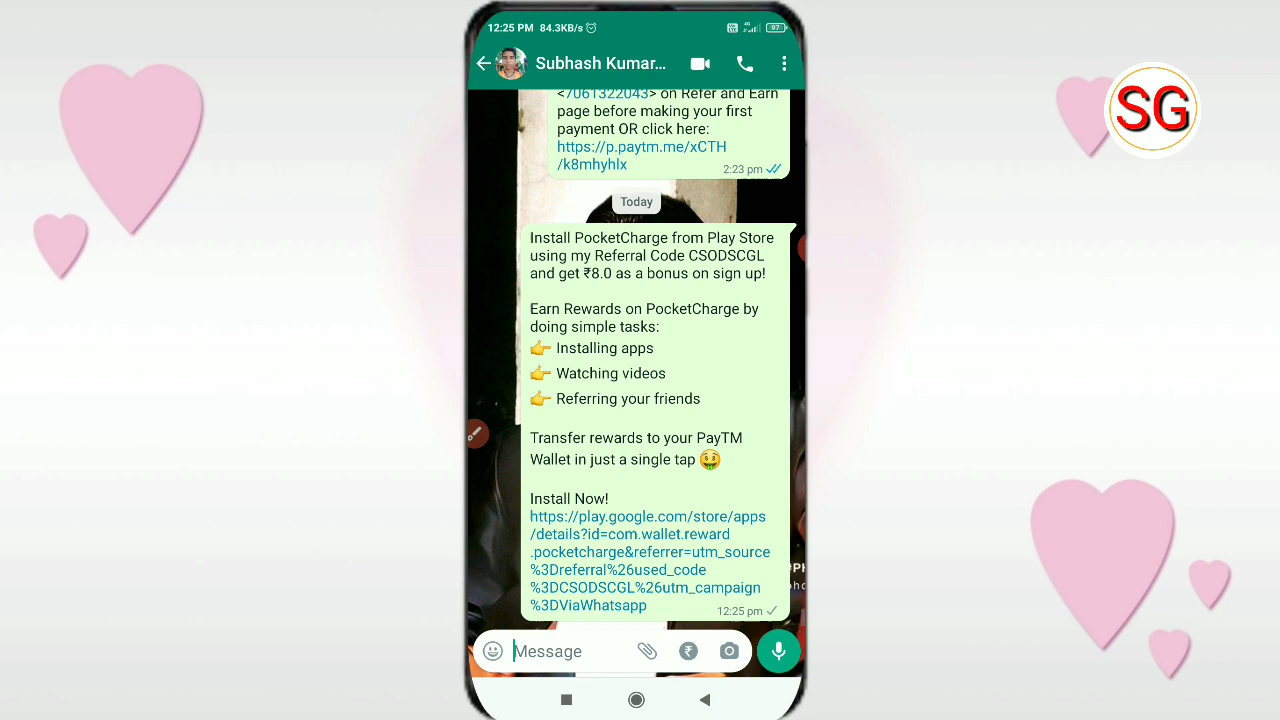 12:25 PM 84.3KB/s
97
Subhash Kumar...
<7061322043> on Refer and Earn
page before making your first
payment OR click here:
https://p.paytm.me/xCTH
/k8mhyhlx
2:23 pm
Today
Install PocketCharge from Play Store
using my Referral Code CSODSCGL
and get ₹8.0 as a bonus on sign up!
Earn Rewards on PocketCharge by
doing simple tasks:
👉 Installing apps
👉 Watching videos
👉 Referring your friends
Transfer rewards to your PayTM
Wallet in just a single tap 🤑
Install Now!
https://play.google.com/store/apps
/details?id=com.wallet.reward
.pocketcharge&referrer=utm_source
%3Dreferral%26used_code
%3DCSODSCGL%26utm_campaign
%3DViaWhatsapp
12:25 pm
Message
SG